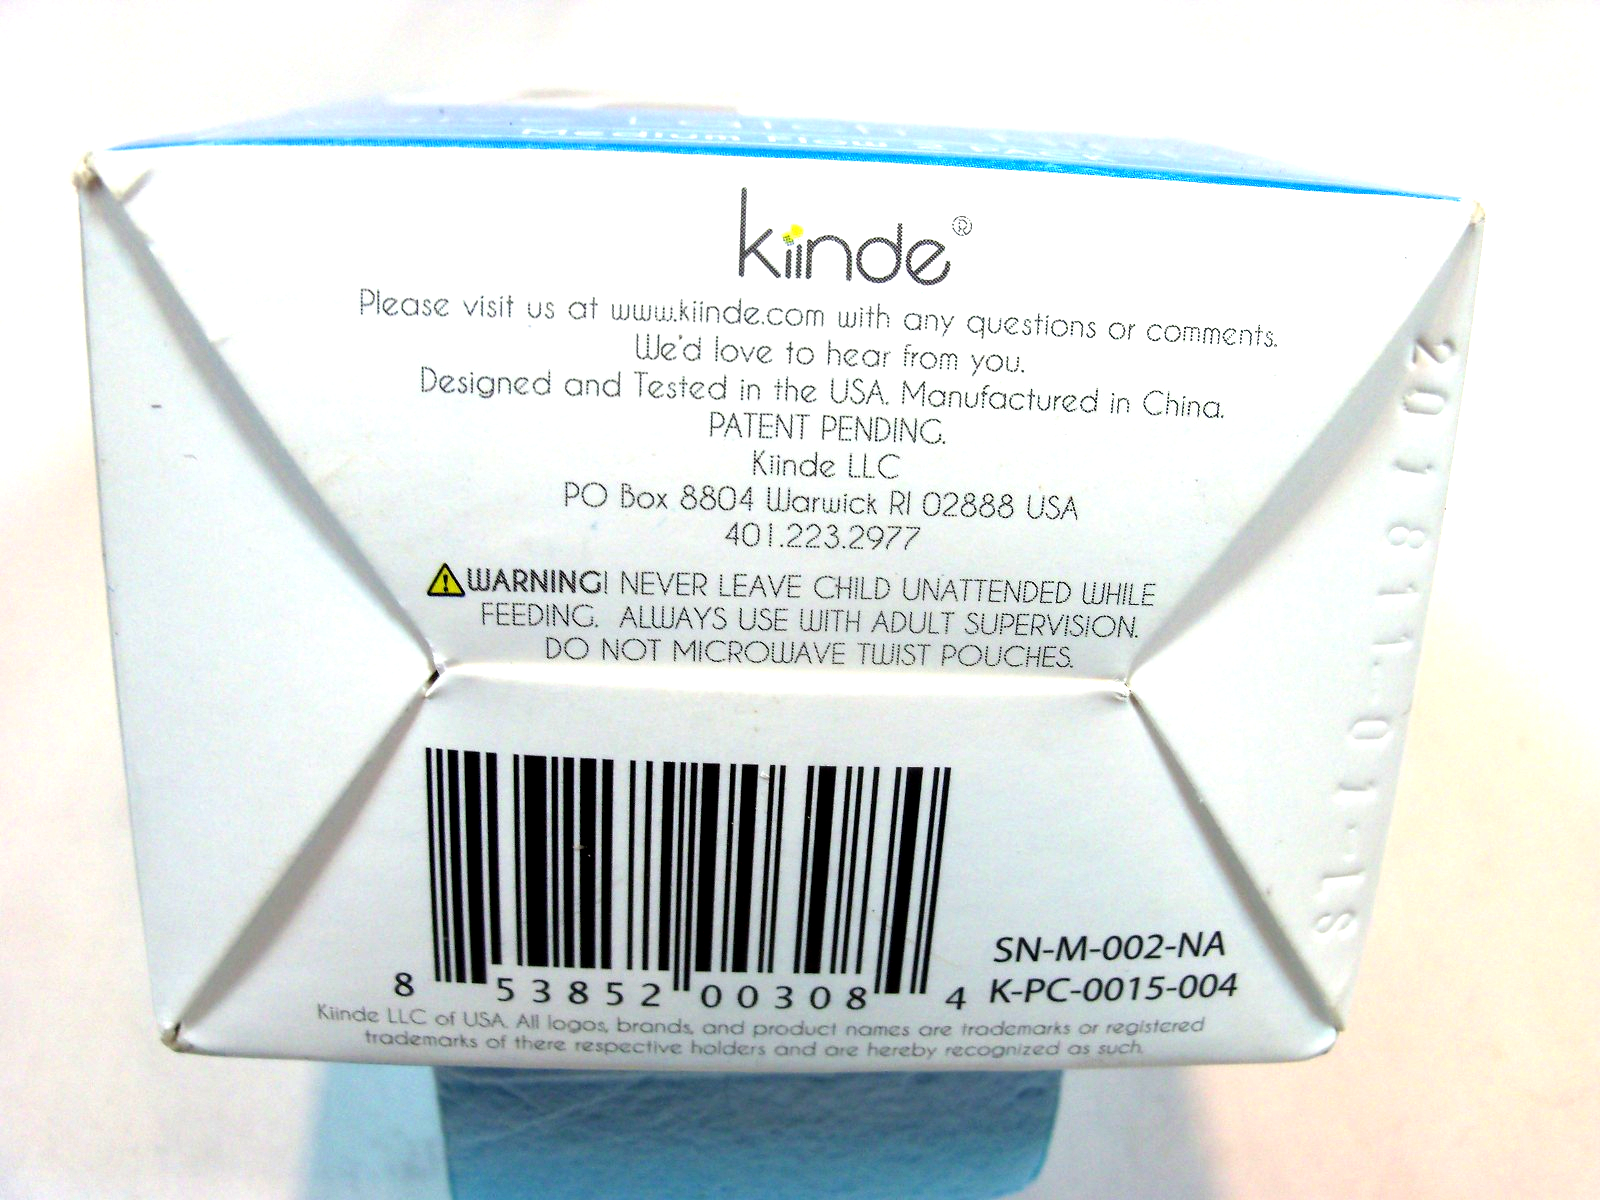 Medium Flow 2 PACK
kiinde®
Please visit us at www.kiinde.com with any questions or comments.
We'd love to hear from you.
Designed and Tested in the USA. Manufactured in China.
PATENT PENDING.
Kiinde LLC
PO Box 8804 Warwick RI 02888 USA
401.223.2977
WARNING! NEVER LEAVE CHILD UNATTENDED WHILE
FEEDING. ALWAYS USE WITH ADULT SUPERVISION.
DO NOT MICROWAVE TWIST POUCHES.
8 53852 00308 4
SN-M-002-NA
K-PC-0015-004
Kiinde LLC of USA. All logos, brands, and product names are trademarks or registered
trademarks of there respective holders and are hereby recognized as such.